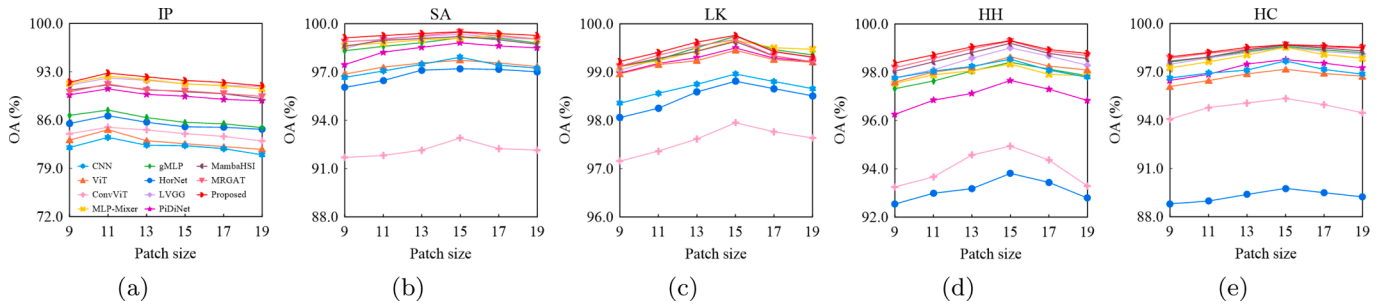 IP
100.0
93.0
86.0
79.0
72.0
OA (%)
9 11 13 15 17 19
Patch size
CNN
ViT
ConvViT
MLP-Mixer
gMLP
HorNet
LVGG
PiDiNet
MambaHSI
MRGAT
Proposed
(a)
SA
100.0
97.0
94.0
91.0
88.0
OA (%)
9 11 13 15 17 19
Patch size
(b)
LK
100.0
99.0
98.0
97.0
96.0
OA (%)
9 11 13 15 17 19
Patch size
(c)
HH
100.0
98.0
96.0
94.0
92.0
OA (%)
9 11 13 15 17 19
Patch size
(d)
HC
100.0
97.0
94.0
91.0
88.0
OA (%)
9 11 13 15 17 19
Patch size
(e)